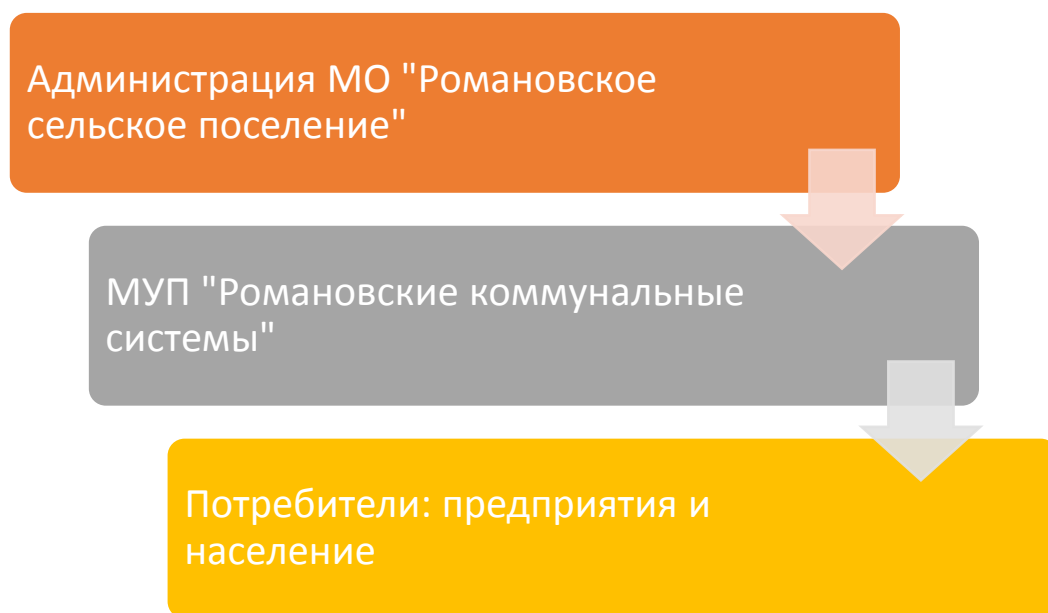 Администрация МО "Романовское
сельское поселение"
МУП "Романовские коммунальные
системы"
Потребители: предприятия и
население